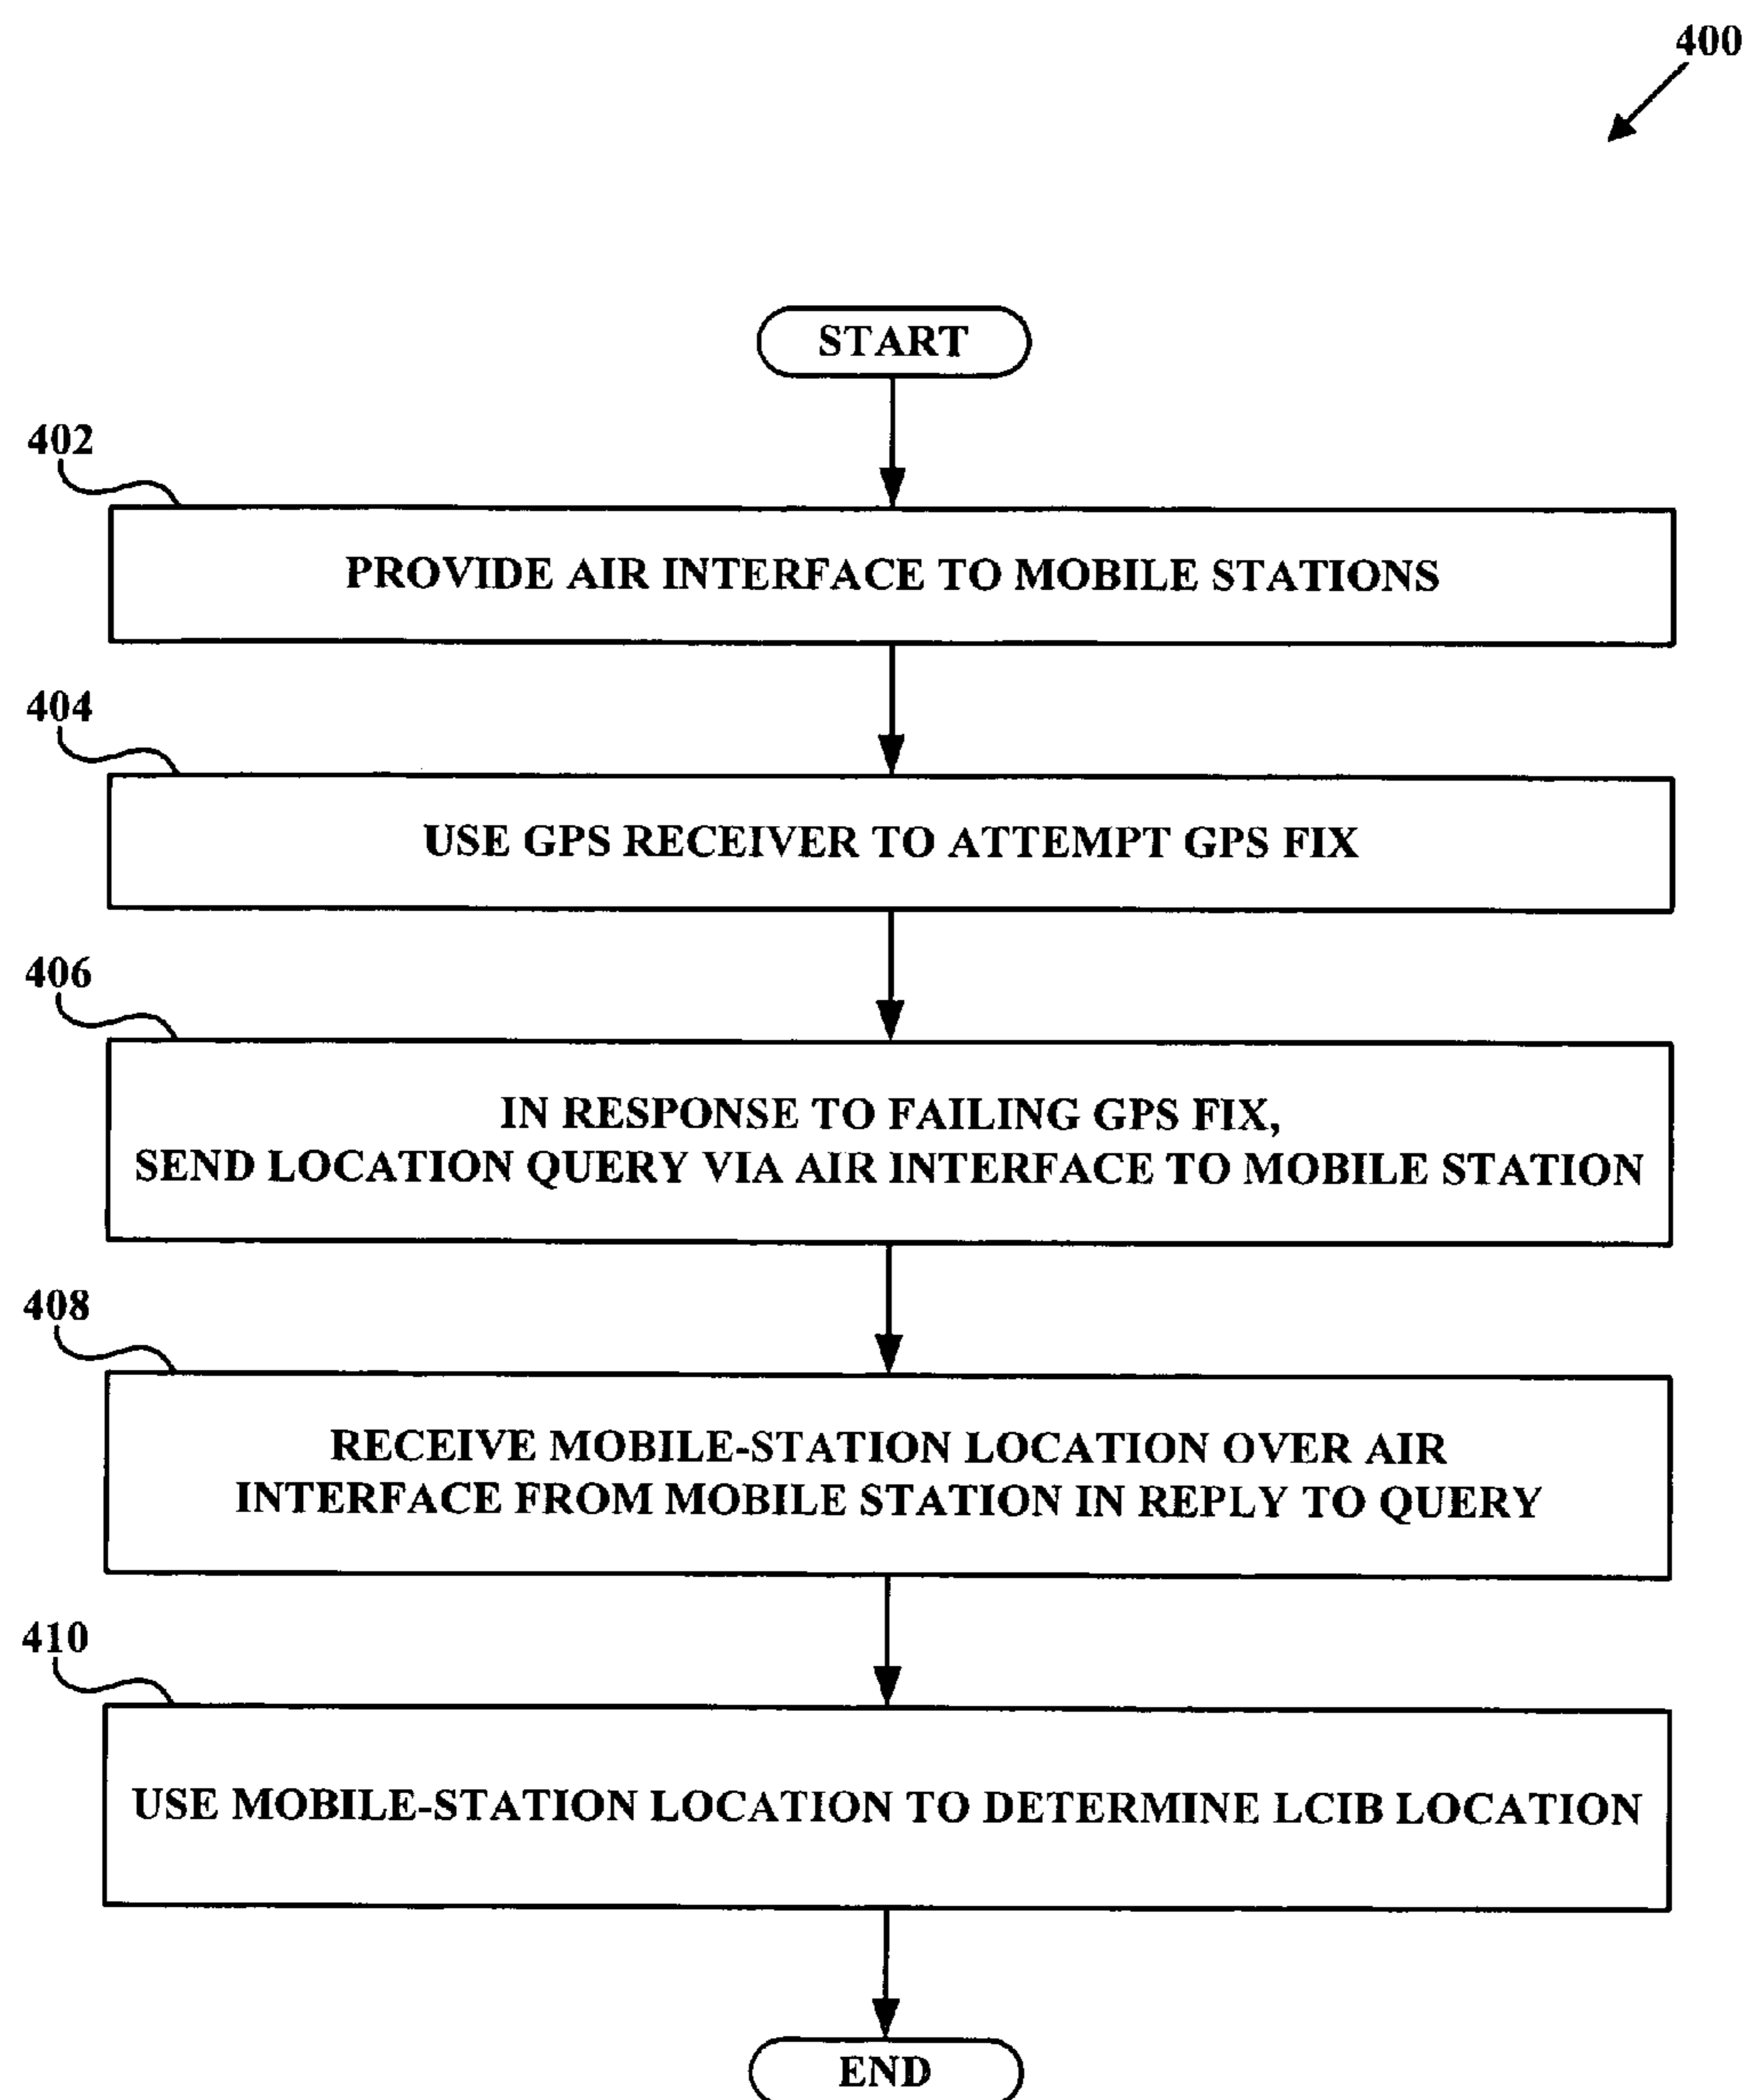 400
START
402
PROVIDE AIR INTERFACE TO MOBILE STATIONS
404
USE GPS RECEIVER TO ATTEMPT GPS FIX
406
IN RESPONSE TO FAILING GPS FIX,
SEND LOCATION QUERY VIA AIR INTERFACE TO MOBILE STATION
408
RECEIVE MOBILE-STATION LOCATION OVER AIR
INTERFACE FROM MOBILE STATION IN REPLY TO QUERY
410
USE MOBILE-STATION LOCATION TO DETERMINE LCIB LOCATION
END